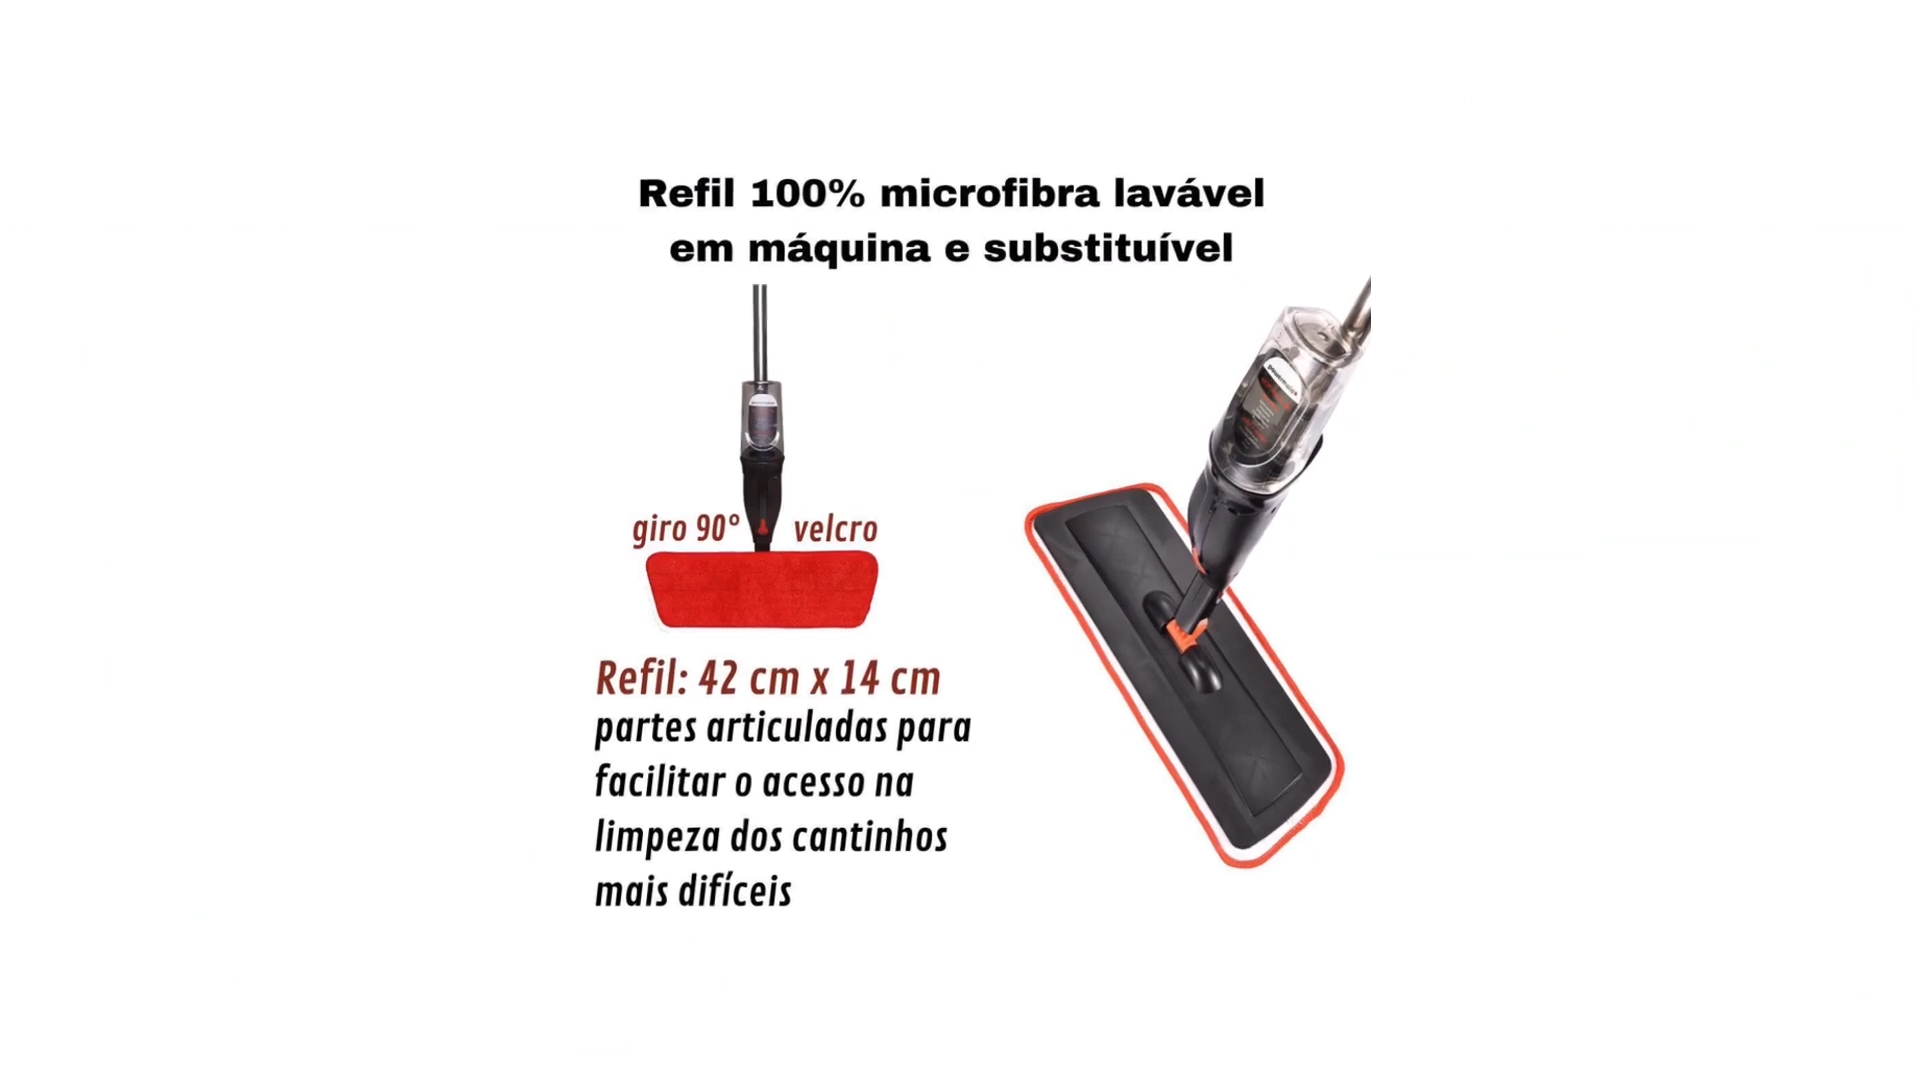 Refil 100% microfibra lavável
em máquina e substituível
giro 90° velcro
Refil: 42 cm x 14 cm
partes articuladas para
facilitar o acesso na
limpeza dos cantinhos
mais difíceis